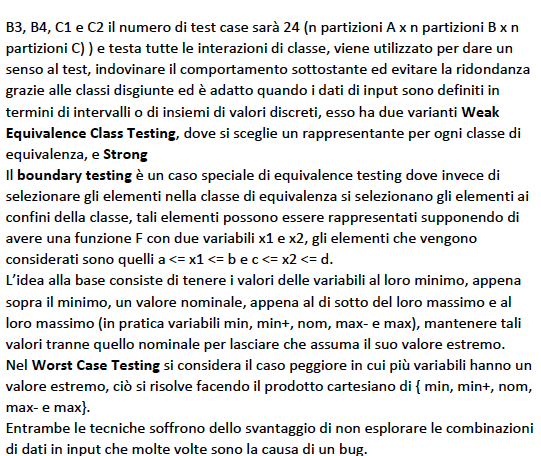 B3, B4, C1 e C2 il numero di test case sarà 24 (n partizioni A x n partizioni B x n
partizioni C) ) e testa tutte le interazioni di classe, viene utilizzato per dare un
senso al test, indovinare il comportamento sottostante ed evitare la ridondanza
grazie alle classi disgiunte ed è adatto quando i dati di input sono definiti in
termini di intervalli o di insiemi di valori discreti, esso ha due varianti Weak
Equivalence Class Testing, dove si sceglie un rappresentante per ogni classe di
equivalenza, e Strong
Il boundary testing è un caso speciale di equivalence testing dove invece di
selezionare gli elementi nella classe di equivalenza si selezionano gli elementi ai
confini della classe, tali elementi possono essere rappresentati supponendo di
avere una funzione F con due variabili x1 e x2, gli elementi che vengono
considerati sono quelli a <= x1 <= b e c <= x2 <= d.
L'idea alla base consiste di tenere i valori delle variabili al loro minimo, appena
sopra il minimo, un valore nominale, appena al di sotto del loro massimo e al
loro massimo (in pratica variabili min, min+, nom, max- e max), mantenere tali
valori tranne quello nominale per lasciare che assuma il suo valore estremo.
Nel Worst Case Testing si considera il caso peggiore in cui più variabili hanno un
valore estremo, ciò si risolve facendo il prodotto cartesiano di { min, min+, nom,
max- e max}.
Entrambe le tecniche soffrono dello svantaggio di non esplorare le combinazioni
di dati in input che molte volte sono la causa di un bug.